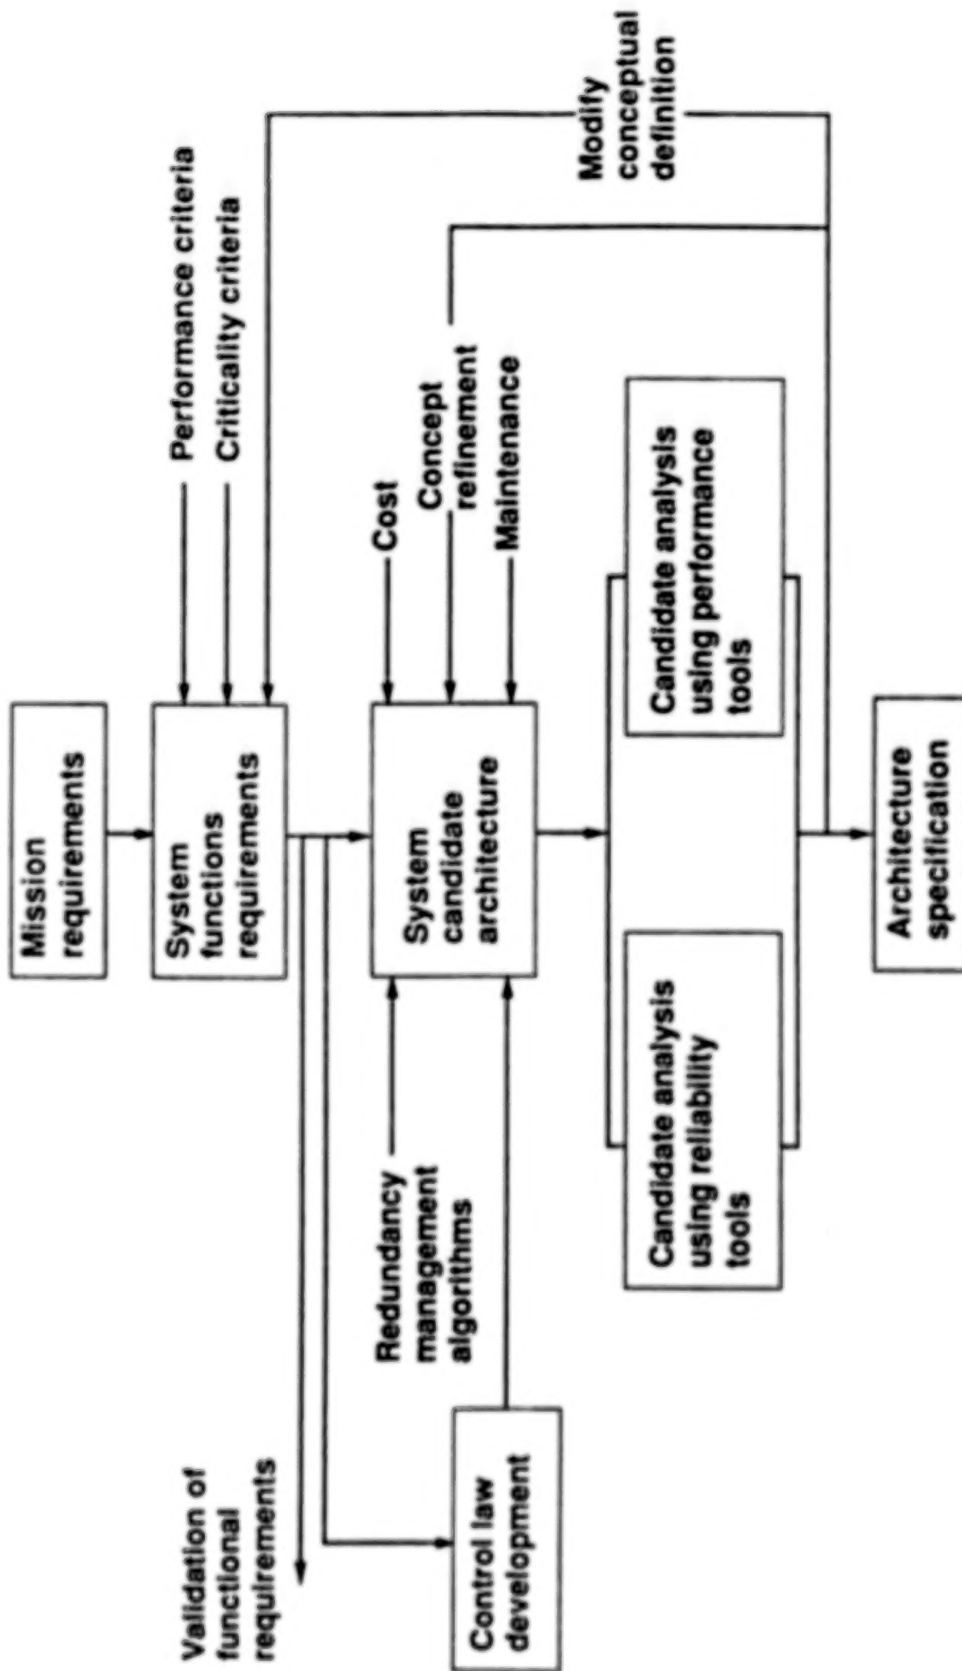 Mission
requirements
Performance criteria
Criticality criteria
System
functions
requirements
Validation of
functional
requirements
Modify
conceptual
definition
Cost
Concept
refinement
Maintenance
System
candidate
architecture
Redundancy
management
algorithms
Control law
development
Candidate analysis
using reliability
tools
Candidate analysis
using performance
tools
Architecture
specification